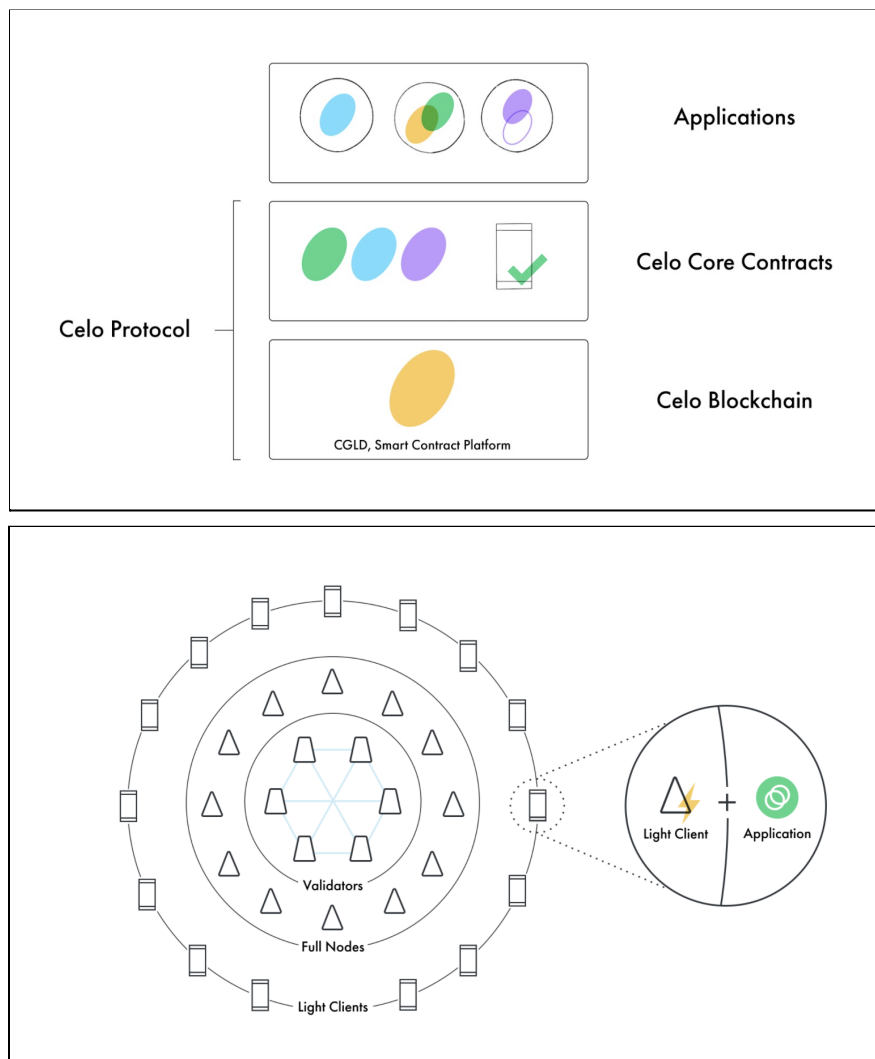 Applications
Celo Protocol
Celo Core Contracts
Celo Blockchain
CGLD, Smart Contract Platform
Validators
Full Nodes
Light Clients
Light Client
+
Application